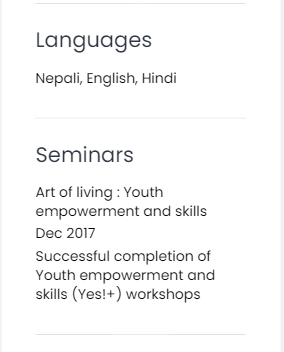 Languages
Nepali, English, Hindi
Seminars
Art of living : Youth
empowerment and skills
Dec 2017
Successful completion of
Youth empowerment and
skills (Yes!+) workshops